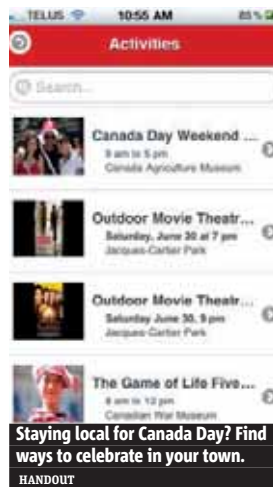 TELUS 10:55 AM 85%
Activities
Search...
Canada Day Weekend ...
9 am to 5 pm
Canada Agriculture Museum
Outdoor Movie Theatr...
Saturday, June 30 at 7 pm
Jacques-Cartier Park
Outdoor Movie Theatr...
Saturday June 30, 9 pm
Jacques-Cartier Park
The Game of Life Five...
8 am to 12 pm
Canadian War Museum
Staying local for Canada Day? Find
ways to celebrate in your town.
HANDOUT